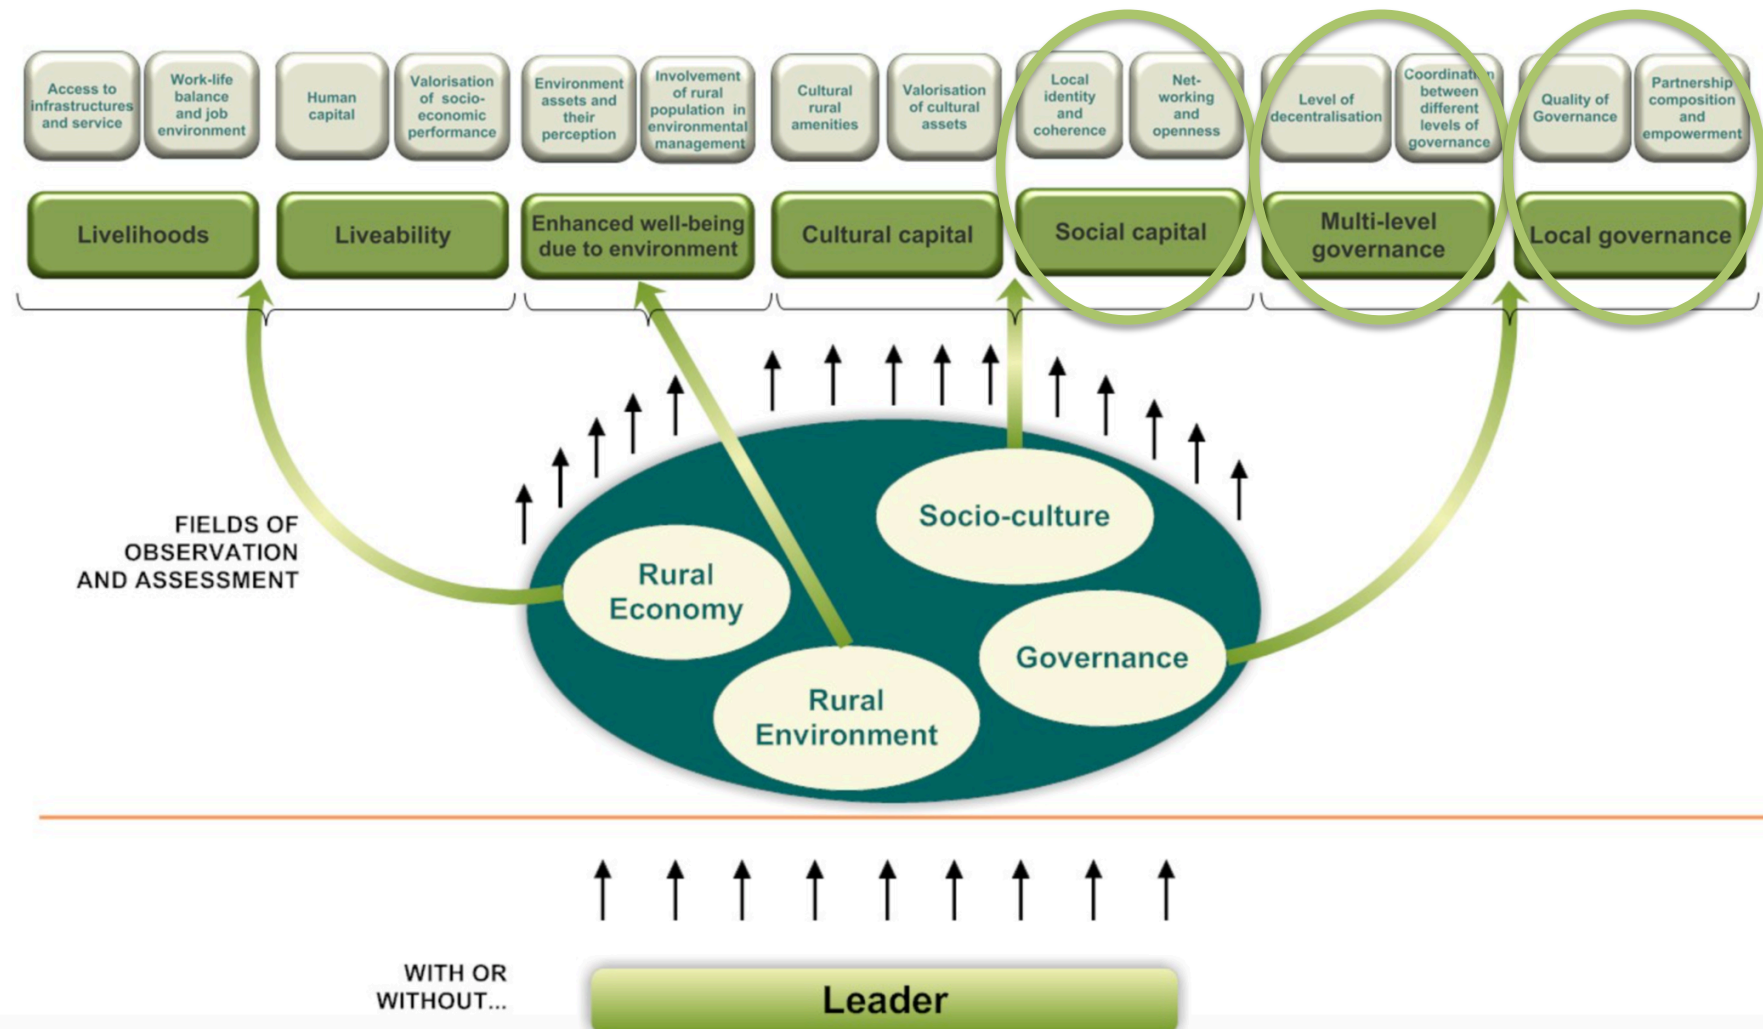 Access to
infrastructures
and service
Work-life
balance
and job
environment
Human
capital
Valorisation
of socio-
economic
performance
Environment
assets and
their
perception
Involvement
of rural
population in
environmental
management
Cultural
rural
amenities
Valorisation
of cultural
assets
Local
identity
and
coherence
Net-
working
and
openness
Level of
decentralisation
Coordination
between
different
levels of
governance
Quality of
Governance
Partnership
composition
and
empowerment
Livelihoods
Liveability
Enhanced well-being
due to environment
Cultural capital
Social capital
Multi-level
governance
Local governance
FIELDS OF
OBSERVATION
AND ASSESSMENT
Socio-culture
Rural
Economy
Governance
Rural
Environment
WITH OR
WITHOUT...
Leader